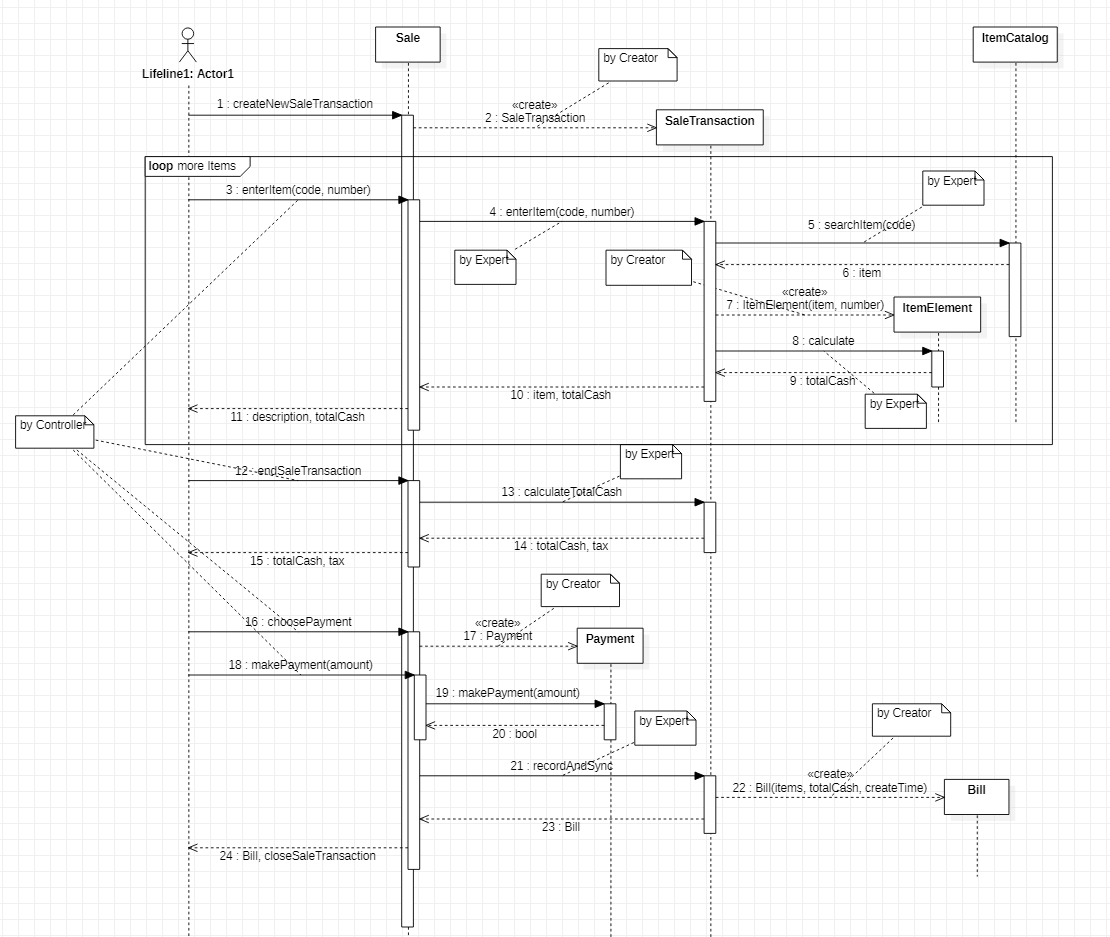 Sale
ItemCatalog
by Creator
Lifeline1: Actor1
1 : createNewSaleTransaction
«create»
2 : SaleTransaction
SaleTransaction
loop more Items
by Expert
3 : enterItem(code, number)
4 : enterItem(code, number)
5 : searchItem(code)
by Expert
by Creator
6 : item
«create»
7 : ItemElement(item, number)
ItemElement
8 : calculate
9 : totalCash
10 : item, totalCash
by Expert
11 : description, totalCash
by Controller
by Expert
12 : endSaleTransaction
13 : calculateTotalCash
14 : totalCash, tax
15 : totalCash, tax
by Creator
16 : choosePayment
«create»
17 : Payment
Payment
18 : makePayment(amount)
19 : makePayment(amount)
by Creator
by Expert
20 : bool
21 : recordAndSync
«create»
22 : Bill(items, totalCash, createTime)
Bill
23 : Bill
24 : Bill, closeSaleTransaction